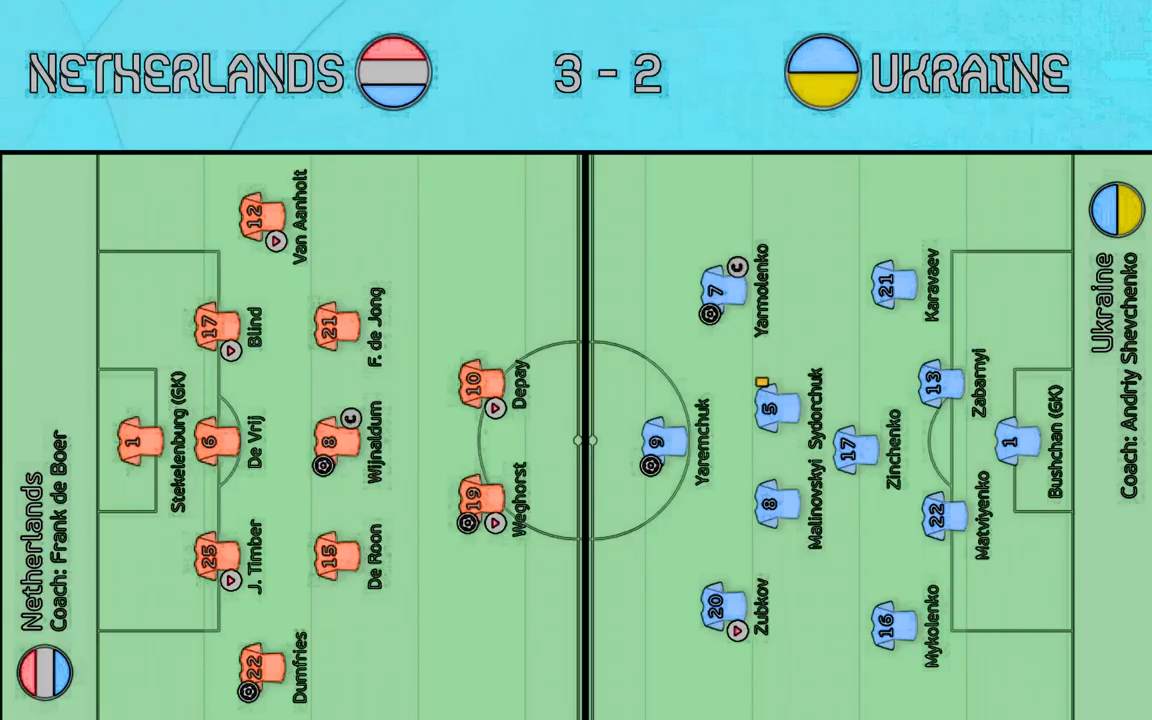 NETHERLANDS 3 - 2 UKRAINE
Netherlands
Coach: Frank de Boer
1
Stekelenburg (GK)
12
Van Aanholt
17
Blind
6
De Vrij
25
J. Timber
22
Dumfries
21
F. de Jong
8
C
Wijnaldum
15
De Roon
10
Depay
19
Weghorst
9
Yaremchuk
7
C
Yarmolenko
5
Sydorchuk
8
Malinovskyi
20
Zubkov
17
Zinchenko
21
Karavaev
13
Zabarnyi
22
Matviyenko
16
Mykolenko
1
Bushchan (GK)
Ukraine
Coach: Andriy Shevchenko